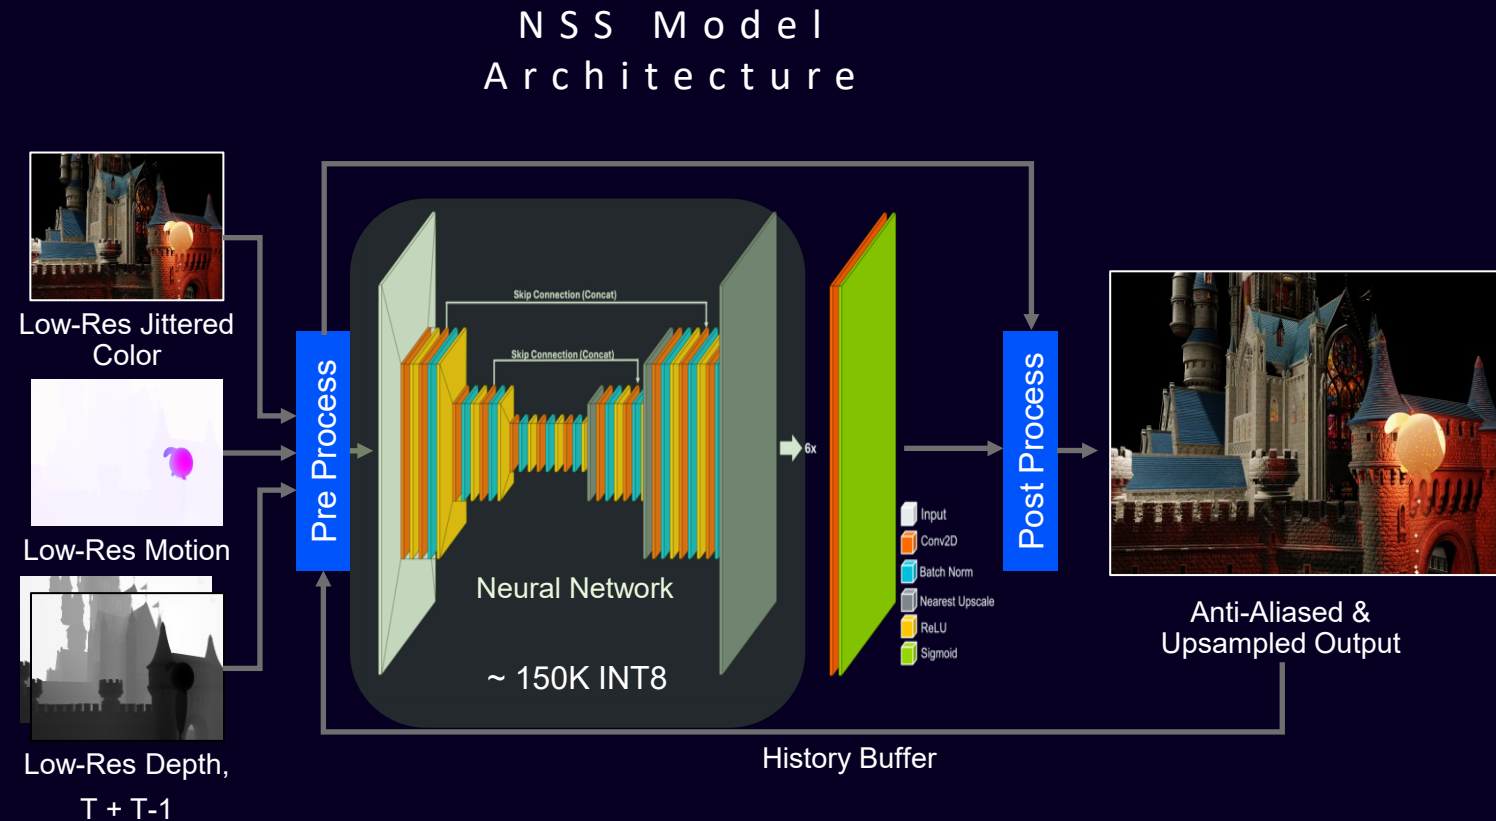 NSS Model
Architecture
Low-Res Jittered
Color
Low-Res Motion
Low-Res Depth,
T + T-1
Pre Process
Skip Connection (Concat)
Skip Connection (Concat)
Neural Network
~ 150K INT8
6x
Input
Conv2D
Batch Norm
Nearest Upscale
ReLU
Sigmoid
Post Process
Anti-Aliased &
Upsampled Output
History Buffer